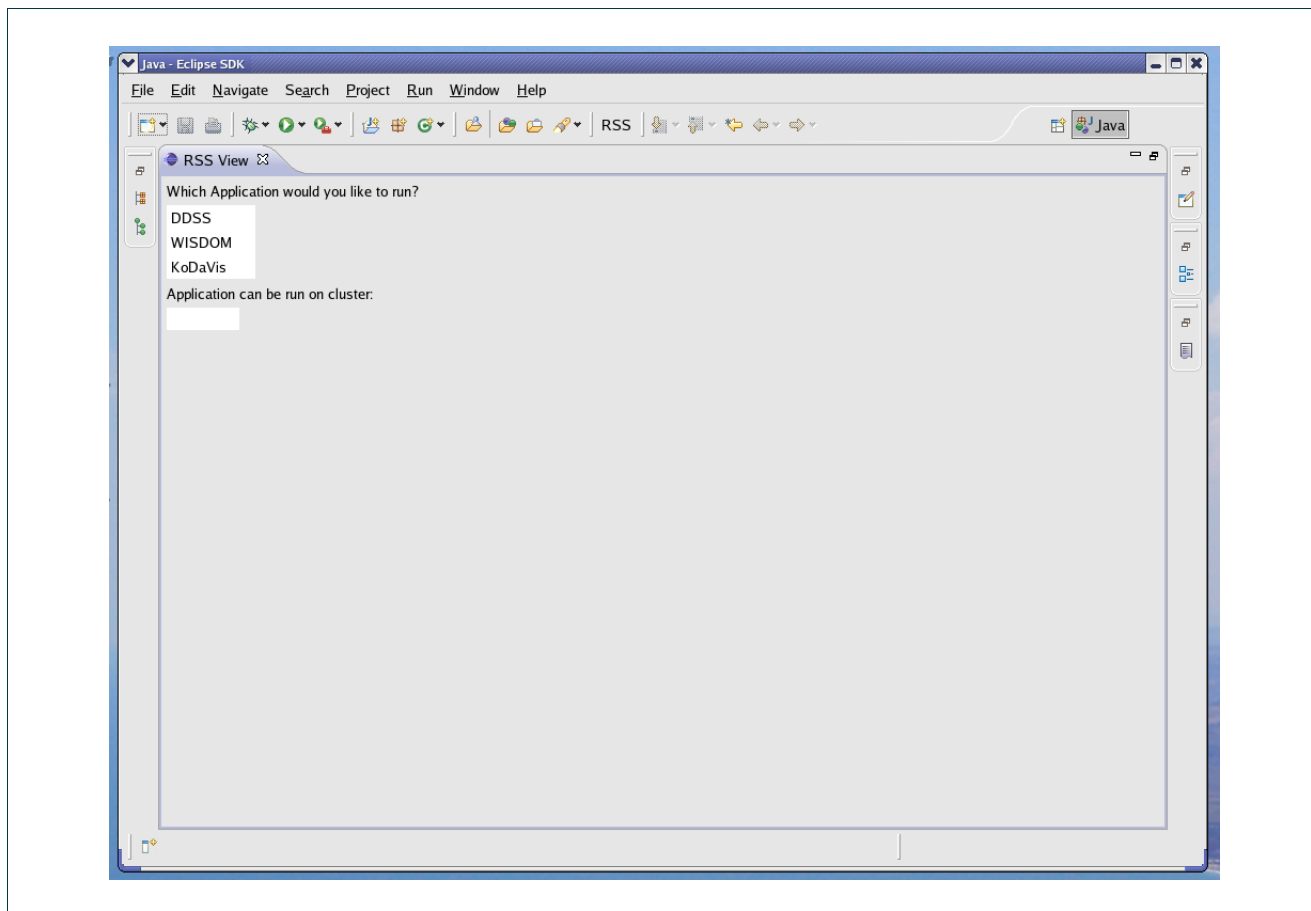 Java - Eclipse SDK
File Edit Navigate Search Project Run Window Help
RSS
Java
RSS View
Which Application would you like to run?
DDSS
WISDOM
KoDaVis
Application can be run on cluster: